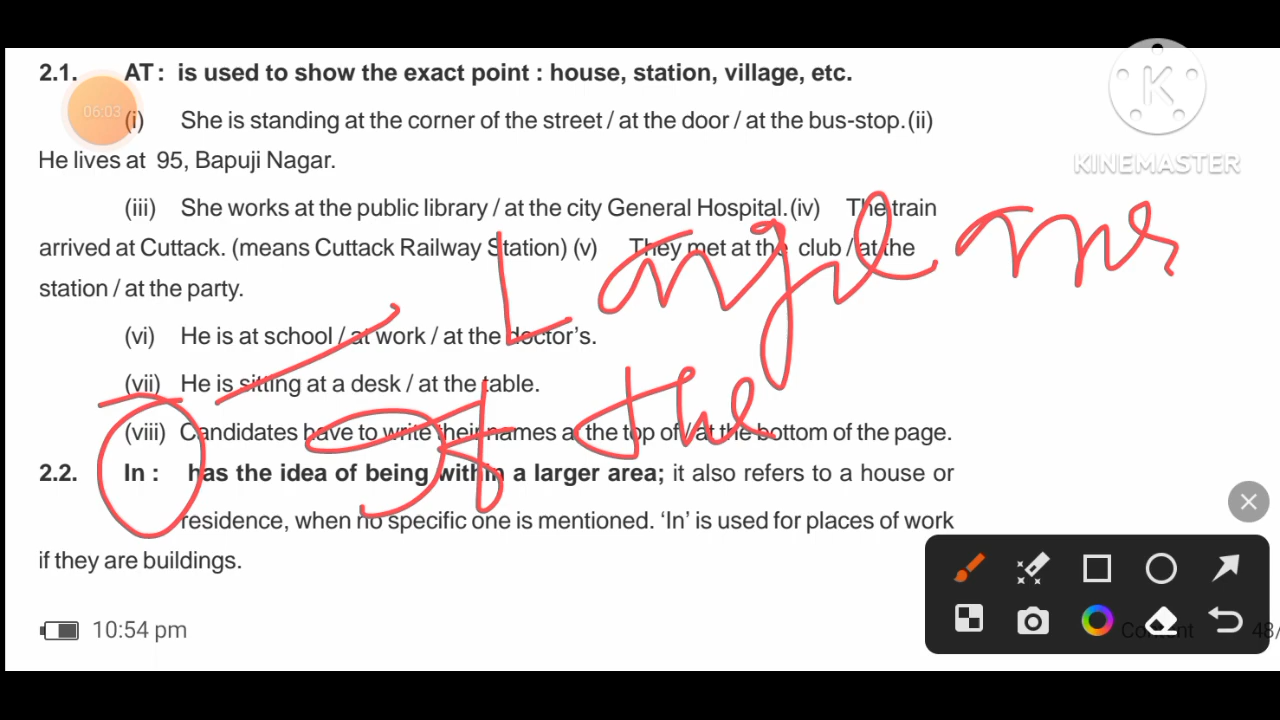 2.1. AT : is used to show the exact point : house, station, village, etc.
06:03
(i) She is standing at the corner of the street / at the door / at the bus-stop.(ii)
He lives at 95, Bapuji Nagar.
KINEMASTER
(iii) She works at the public library / at the city General Hospital.(iv) The train
arrived at Cuttack. (means Cuttack Railway Station) (v) They met at the club / at the
station / at the party.
(vi) He is at school / at work / at the doctor's.
(vii) He is sitting at a desk / at the table.
(viii) Candidates have to write their names at the top of / at the bottom of the page.
2.2. In : has the idea of being within a larger area; it also refers to a house or
residence, when no specific one is mentioned. 'In' is used for places of work
if they are buildings.
10:54 pm
Content 48/
the